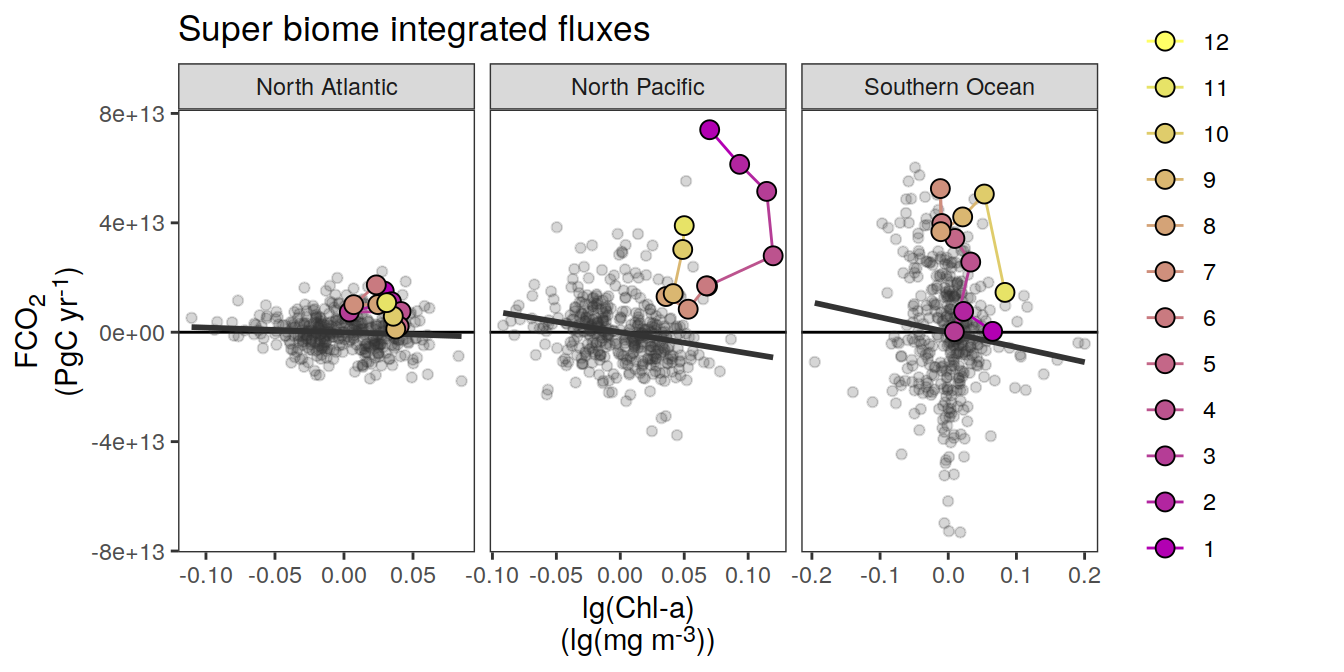 Super biome integrated fluxes
North Atlantic
North Pacific
Southern Ocean
FCO₂
(PgC yr⁻¹)
8e+13
4e+13
0e+00
-4e+13
-8e+13
-0.10 -0.05 0.00 0.05
-0.10 -0.05 0.00 0.05 0.10
-0.2 -0.1 0.0 0.1 0.2
lg(Chl-a)
(lg(mg m⁻³))
12
11
10
9
8
7
6
5
4
3
2
1